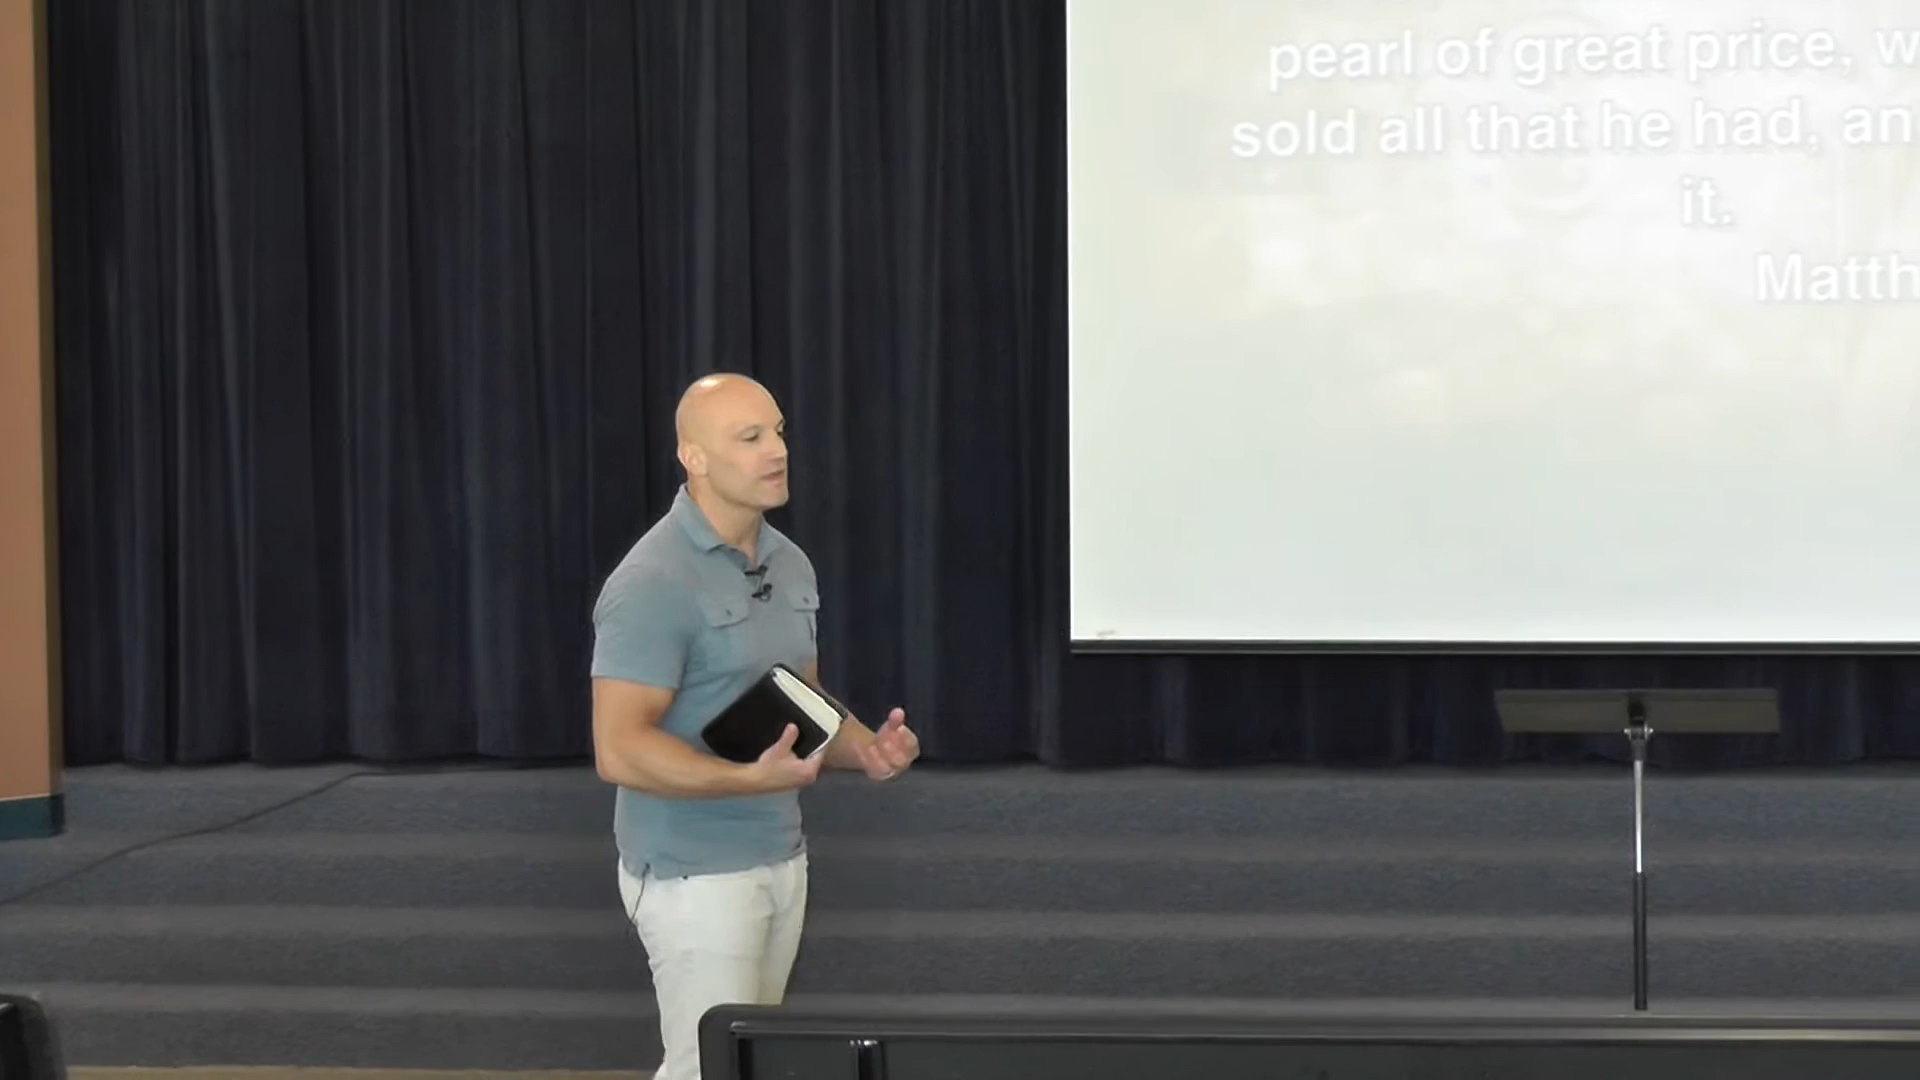 pearl of great price, w
sold all that he had, an
it.
Matth